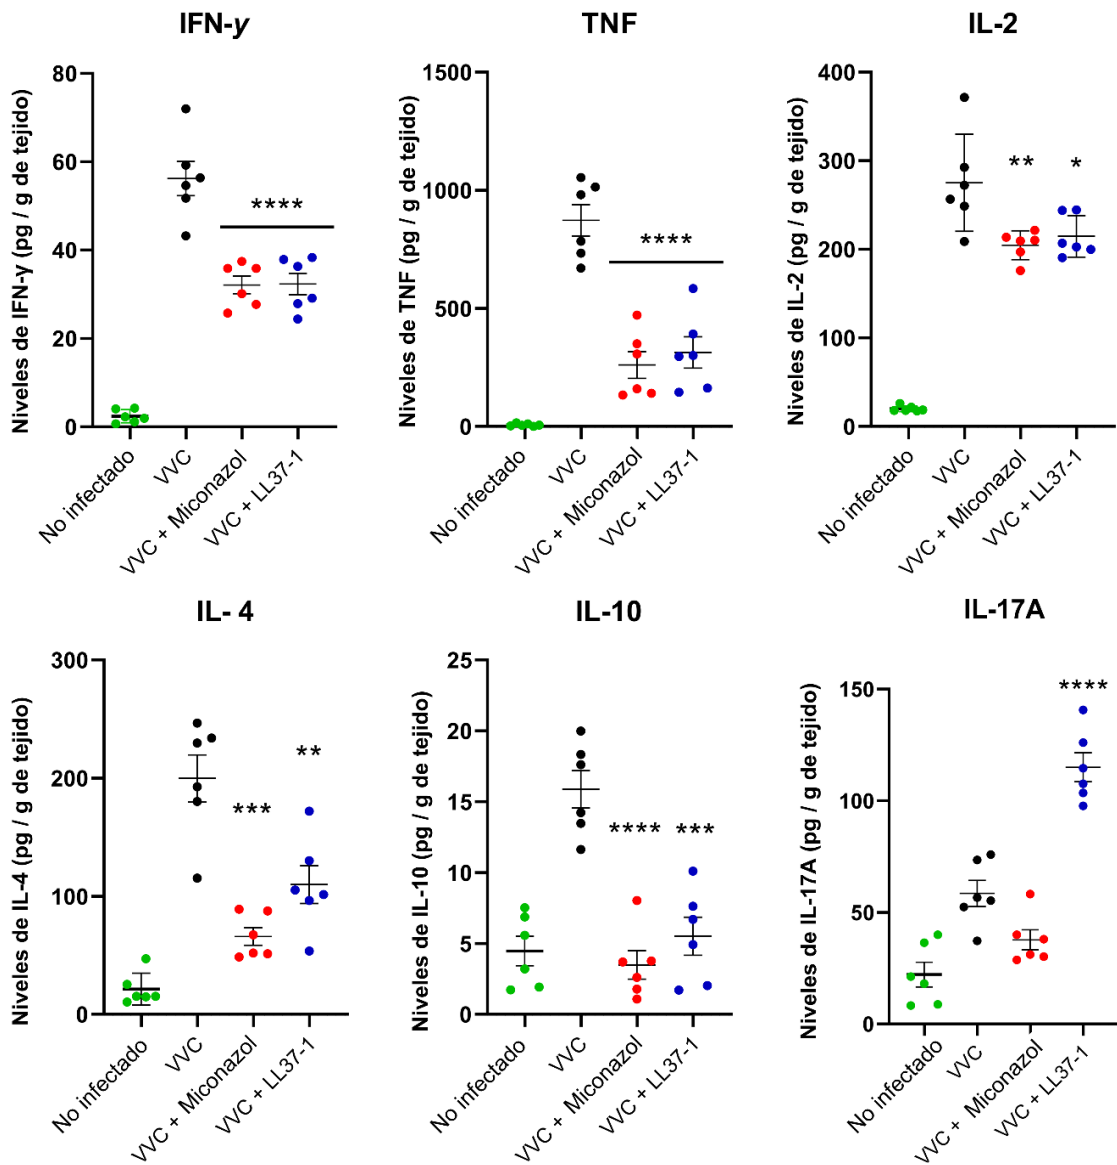 IFN-y
Niveles de IFN-y (pg / g de tejido)
80
60
40
20
0
****
No infectado
VVC
VVC + Miconazol
VVC + LL37-1
TNF
Niveles de TNF (pg / g de tejido)
1500
1000
500
0
****
No infectado
VVC
VVC + Miconazol
VVC + LL37-1
IL-2
Niveles de IL-2 (pg / g de tejido)
400
300
200
100
0
**
*
No infectado
VVC
VVC + Miconazol
VVC + LL37-1
IL- 4
Niveles de IL-4 (pg / g de tejido)
300
200
100
0
***
**
No infectado
VVC
VVC + Miconazol
VVC + LL37-1
IL-10
Niveles de IL-10 (pg / g de tejido)
25
20
15
10
5
0
****
***
No infectado
VVC
VVC + Miconazol
VVC + LL37-1
IL-17A
Niveles de IL-17A (pg / g de tejido)
150
100
50
0
****
No infectado
VVC
VVC + Miconazol
VVC + LL37-1